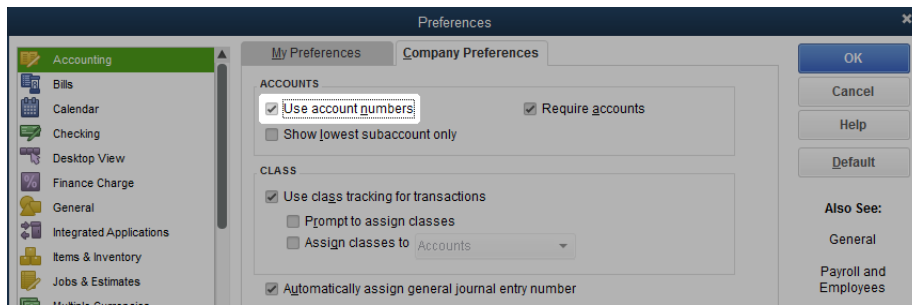 Preferences
Accounting
Bills
Calendar
Checking
Desktop View
Finance Charge
General
Integrated Applications
Items & Inventory
Jobs & Estimates
Multiple Currencies
My Preferences
Company Preferences
ACCOUNTS
Use account numbers
Require accounts
Show lowest subaccount only
CLASS
Use class tracking for transactions
Prompt to assign classes
Assign classes to Accounts
Automatically assign general journal entry number
OK
Cancel
Help
Default
Also See:
General
Payroll and
Employees